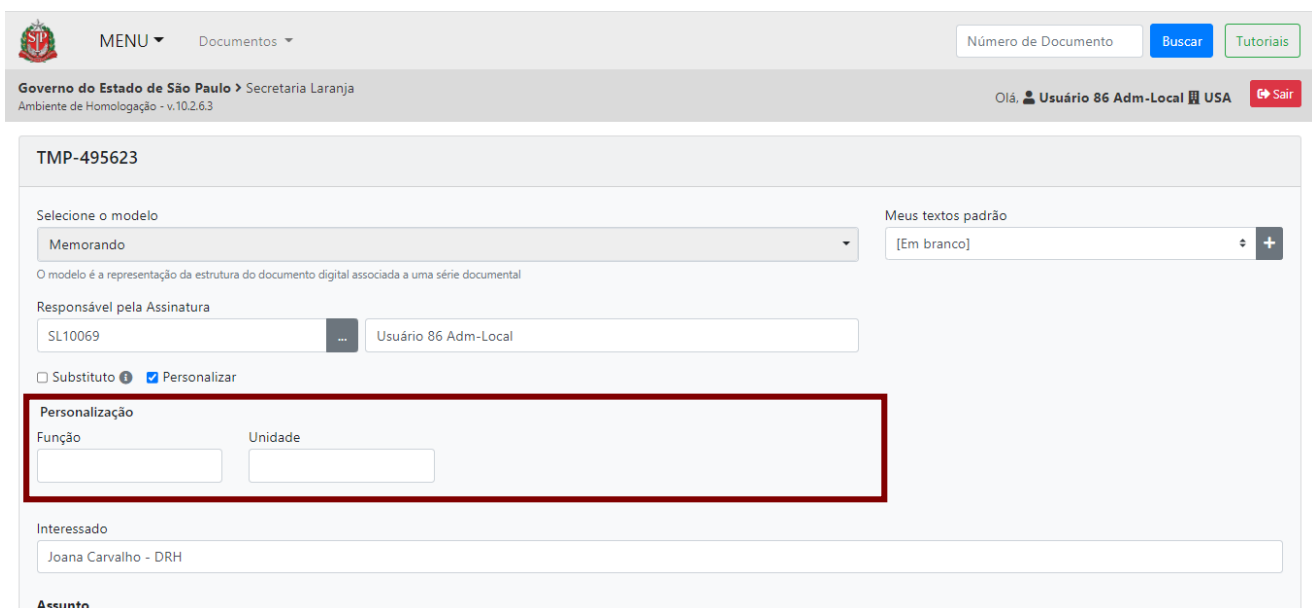 MENU
Documentos
Número de Documento
Buscar
Tutoriais
Governo do Estado de São Paulo > Secretaria Laranja
Ambiente de Homologação - v.10.2.6.3
Olá, Usuário 86 Adm-Local USA
Sair
TMP-495623
Selecione o modelo
Memorando
O modelo é a representação da estrutura do documento digital associada a uma série documental
Meus textos padrão
[Em branco]
+
Responsável pela Assinatura
SL10069
...
Usuário 86 Adm-Local
Substituto
Personalizar
Personalização
Função
Unidade
Interessado
Joana Carvalho - DRH
Assunto